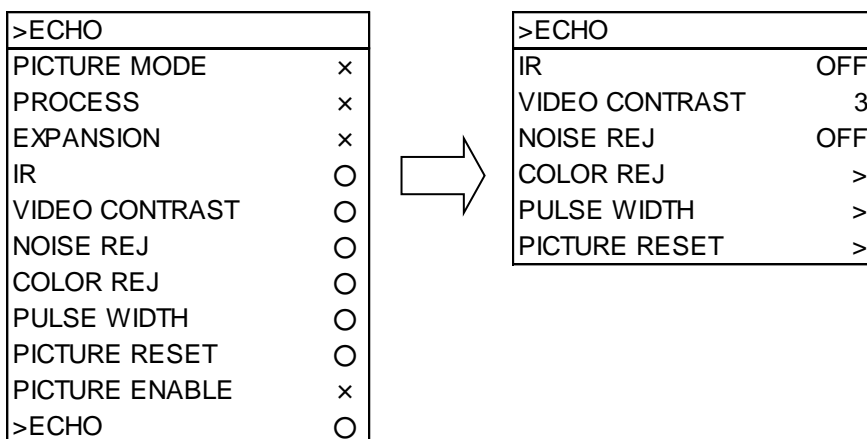 >ECHO
PICTURE MODE ×
PROCESS ×
EXPANSION ×
IR ○
VIDEO CONTRAST ○
NOISE REJ ○
COLOR REJ ○
PULSE WIDTH ○
PICTURE RESET ○
PICTURE ENABLE ×
>ECHO ○
>ECHO
IR OFF
VIDEO CONTRAST 3
NOISE REJ OFF
COLOR REJ >
PULSE WIDTH >
PICTURE RESET >